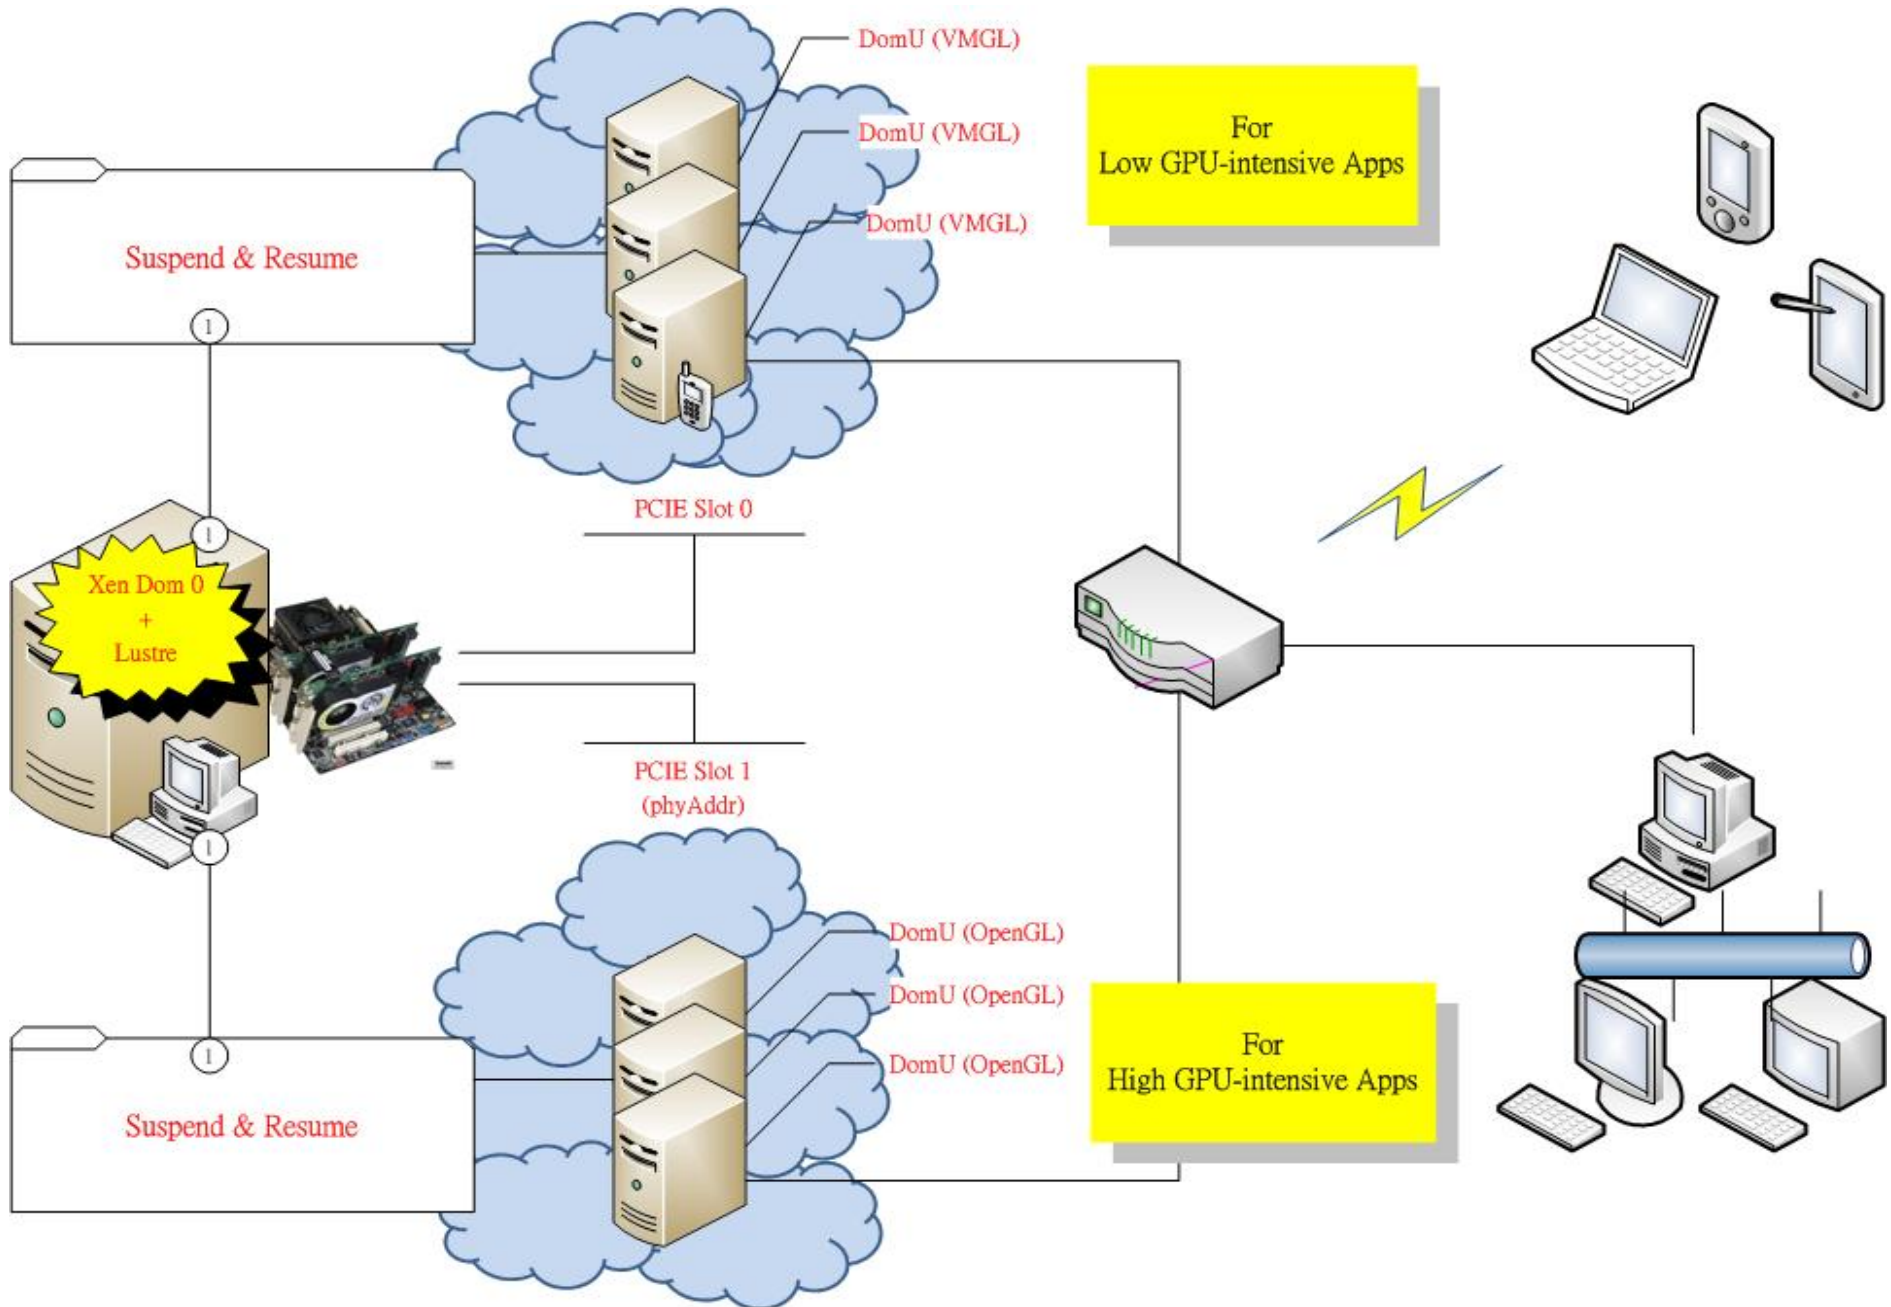 DomU (VMGL)
DomU (VMGL)
DomU (VMGL)
For
Low GPU-intensive Apps
Suspend & Resume
1
PCIE Slot 0
1
Xen Dom 0
+
Lustre
PCIE Slot 1
(phyAddr)
1
DomU (OpenGL)
DomU (OpenGL)
DomU (OpenGL)
For
High GPU-intensive Apps
1
Suspend & Resume